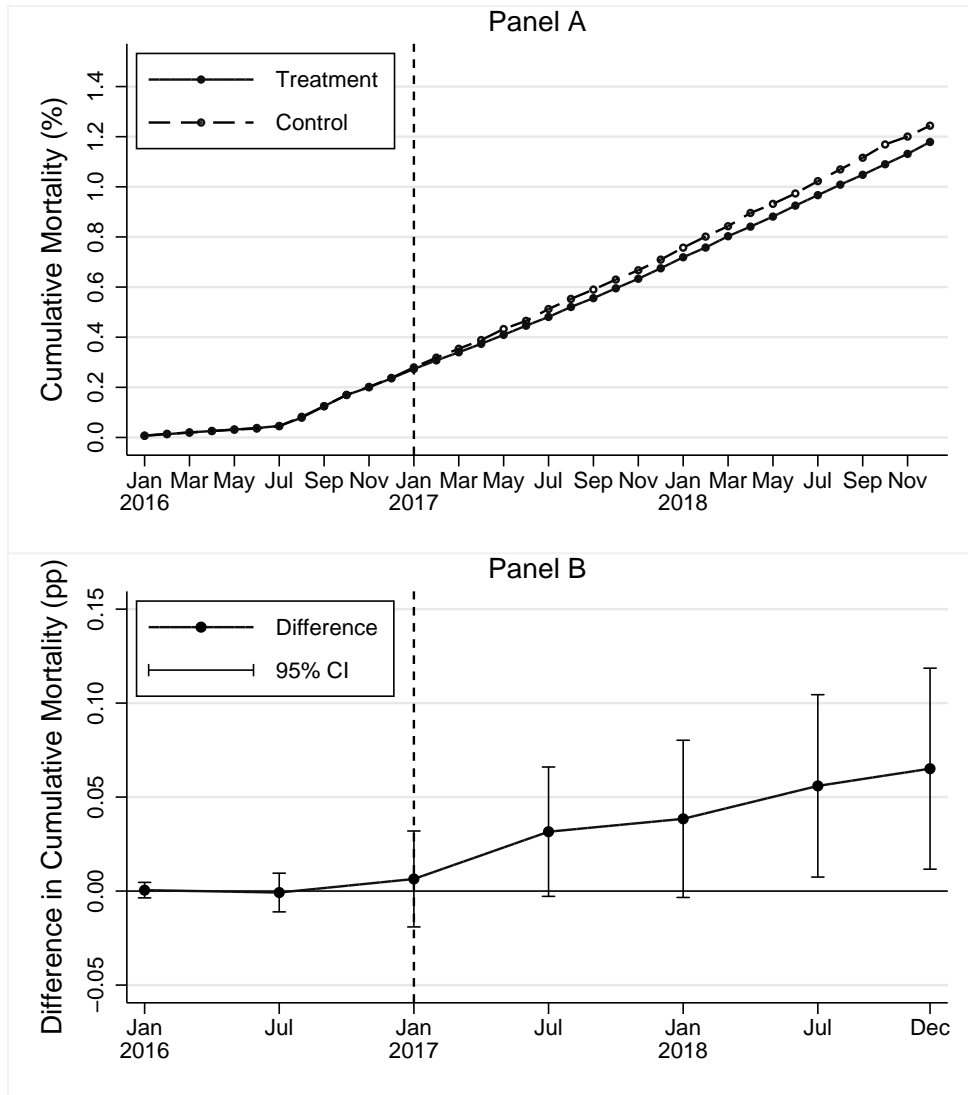 Panel A
Cumulative Mortality (%)
1.4
1.2
1.0
0.8
0.6
0.4
0.2
0.0
Treatment
Control
Jan Mar May Jul Sep Nov Jan Mar May Jul Sep Nov Jan Mar May Jul Sep Nov
2016 2017 2018
Panel B
Difference in Cumulative Mortality (pp)
0.15
0.10
0.05
0.00
−0.05
Difference
95% CI
Jan Jul Jan Jul Jan Jul Dec
2016 2017 2018